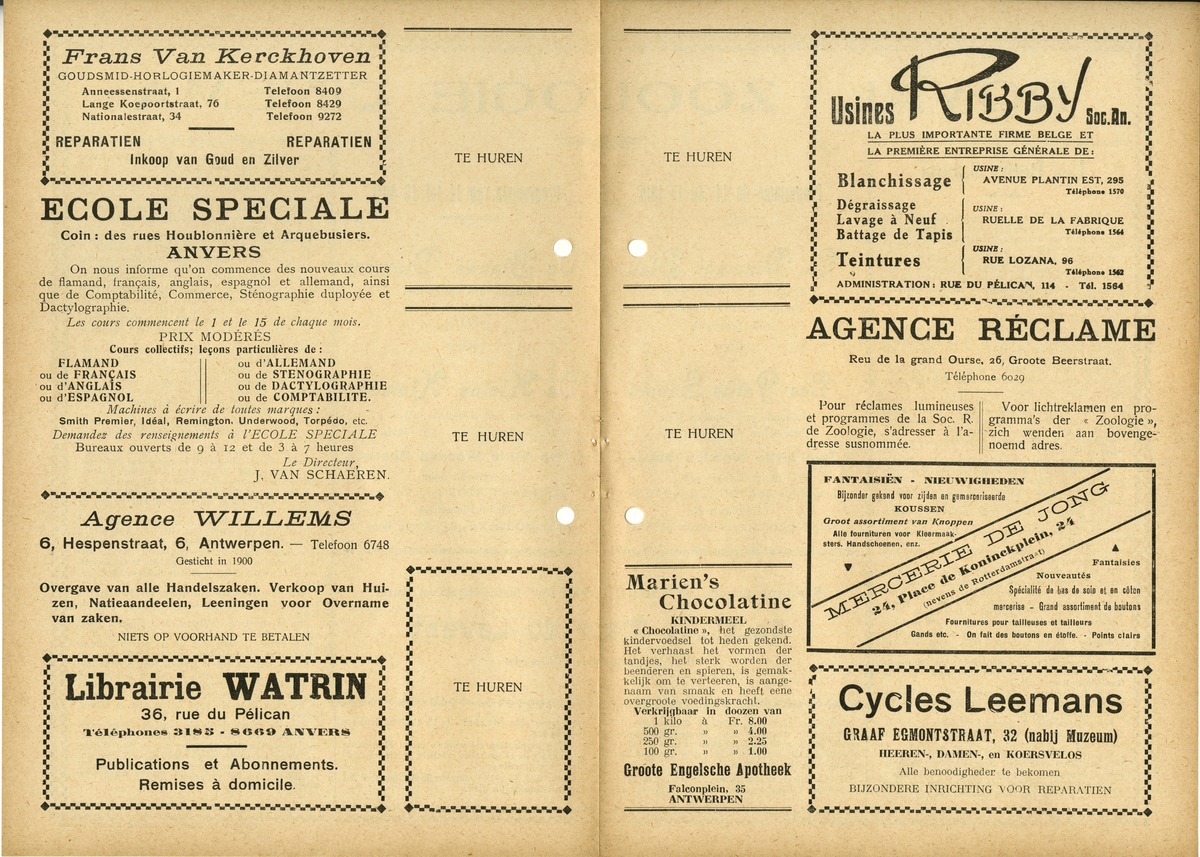 Frans Van Kerckhoven
GOUDSMID-HORLOGIEMAKER-DJAMANTZETTER
Anneessenstraat, 1 Telefoon 8409
Lange Koepoortstraat, 76 Telefoon 8429
Nationalestraat, 34 Telefoon 9272
REPARATIEN REPARATIEN
Inkoop van Goud en Zilver
ECOLE SPECIALE
Coin : des rues Houblonnière et Arquebusiers.
ANVERS
On nous informe qu'on commence des nouveaux cours
de flamand, français, anglais, espagnol et allemand, ainsi
que de Comptabilité, Commerce, Sténographie duployée et
Dactylographie.
Les cours commencent le 1 et le 15 de chaque mois.
PRIX MODÉRÉS
Cours collectifs; leçons particulières de :
FLAMAND ou d'ALLEMAND
ou de FRANÇAIS ou de STENOGRAPHIE
ou d'ANGLAIS ou de DACTYLOGRAPHIE
ou d'ESPAGNOL ou de COMPTABILITE.
Machines à écrire de toutes marques :
Smith Premier, Idéal, Remington, Underwood, Torpédo, etc.
Demandez des renseignements à l'ECOLE SPECIALE
Bureaux ouverts de 9 à 12 et de 3 à 7 heures
Le Directeur,
J. VAN SCHAEREN.
Agence WILLEMS
6, Hespenstraat, 6, Antwerpen. — Telefoon 6748
Gesticht in 1900
Overgave van alle Handelszaken. Verkoop van Hui-
zen, Natieaandeelen, Leeningen voor Overname
van zaken.
NIETS OP VOORHAND TE BETALEN
Librairie WATRIN
36, rue du Pélican
Téléphones 3185 - 8669 ANVERS
Publications et Abonnements.
Remises à domicile.
TE HUREN
TE HUREN
TE HUREN
TE HUREN
TE HUREN
Marien's
Chocolatine
KINDERMEEL
« Chocolatine », het gezondste
kindervoedsel tot heden gekend.
Het verhaast het vormen der
tandjes, het sterk worden der
beenderen en spieren, is gemak-
kelijk om te verteeren, is aange-
naam van smaak en heeft eene
overgroote voedingskracht.
Verkrijgbaar in doozen van
1 kilo à Fr. 8.00
500 gr. » » 4.00
250 gr. » » 2.25
100 gr. » » 1.00
Groote Engelsche Apotheek
Falconplein, 35
ANTWERPEN
Usines RIBBY Soc. An.
LA PLUS IMPORTANTE FIRME BELGE ET
LA PREMIÈRE ENTREPRISE GÉNÉRALE DE :
Blanchissage
USINE :
AVENUE PLANTIN EST, 295
Téléphone 1570
Dégraissage
Lavage à Neuf
Battage de Tapis
USINE :
RUELLE DE LA FABRIQUE
Téléphone 1564
Teintures
USINE:
RUE LOZANA, 96
Téléphone 1562
ADMINISTRATION : RUE DU PÉLICAN, 114 - Tél. 1564
AGENCE RÉCLAME
Reu de la grand Ourse, 26, Groote Beerstraat.
Téléphone 6029
Pour réclames lumineuses
et programmes de la Soc. R.
de Zoologie, s'adresser à l'a-
dresse susnommée.
Voor lichtreklamen en pro-
gramma's der « Zoologie »,
zich wenden aan bovenge-
noemd adres.
FANTAISIËN - NIEUWIGHEDEN
Bijzonder gekend voor zijden en gemerceriseerde
KOUSSEN
Groot assortiment van Knoppen
Alle fournituren voor Kleermaak-
sters, Handschoenen, enz.
MERCERIE DE JONG
24, Place de Koninckplein, 24
(nevens de Rotterdamstraat)
Fantaisies
Nouveautés
Spécialité de bas de soie et en côton
mercerise - Grand assortiment de boutons
Fournitures pour tailleuses et tailleurs
Gands etc. - On fait des boutons en étoffe. - Points clairs
Cycles Leemans
GRAAF EGMONTSTRAAT, 32 (nabij Muzeum)
HEEREN-, DAMEN-, en KOERSVELOS
Alle benoodigheder te bekomen
BIJZONDERE INRICHTING VOOR REPARATIEN